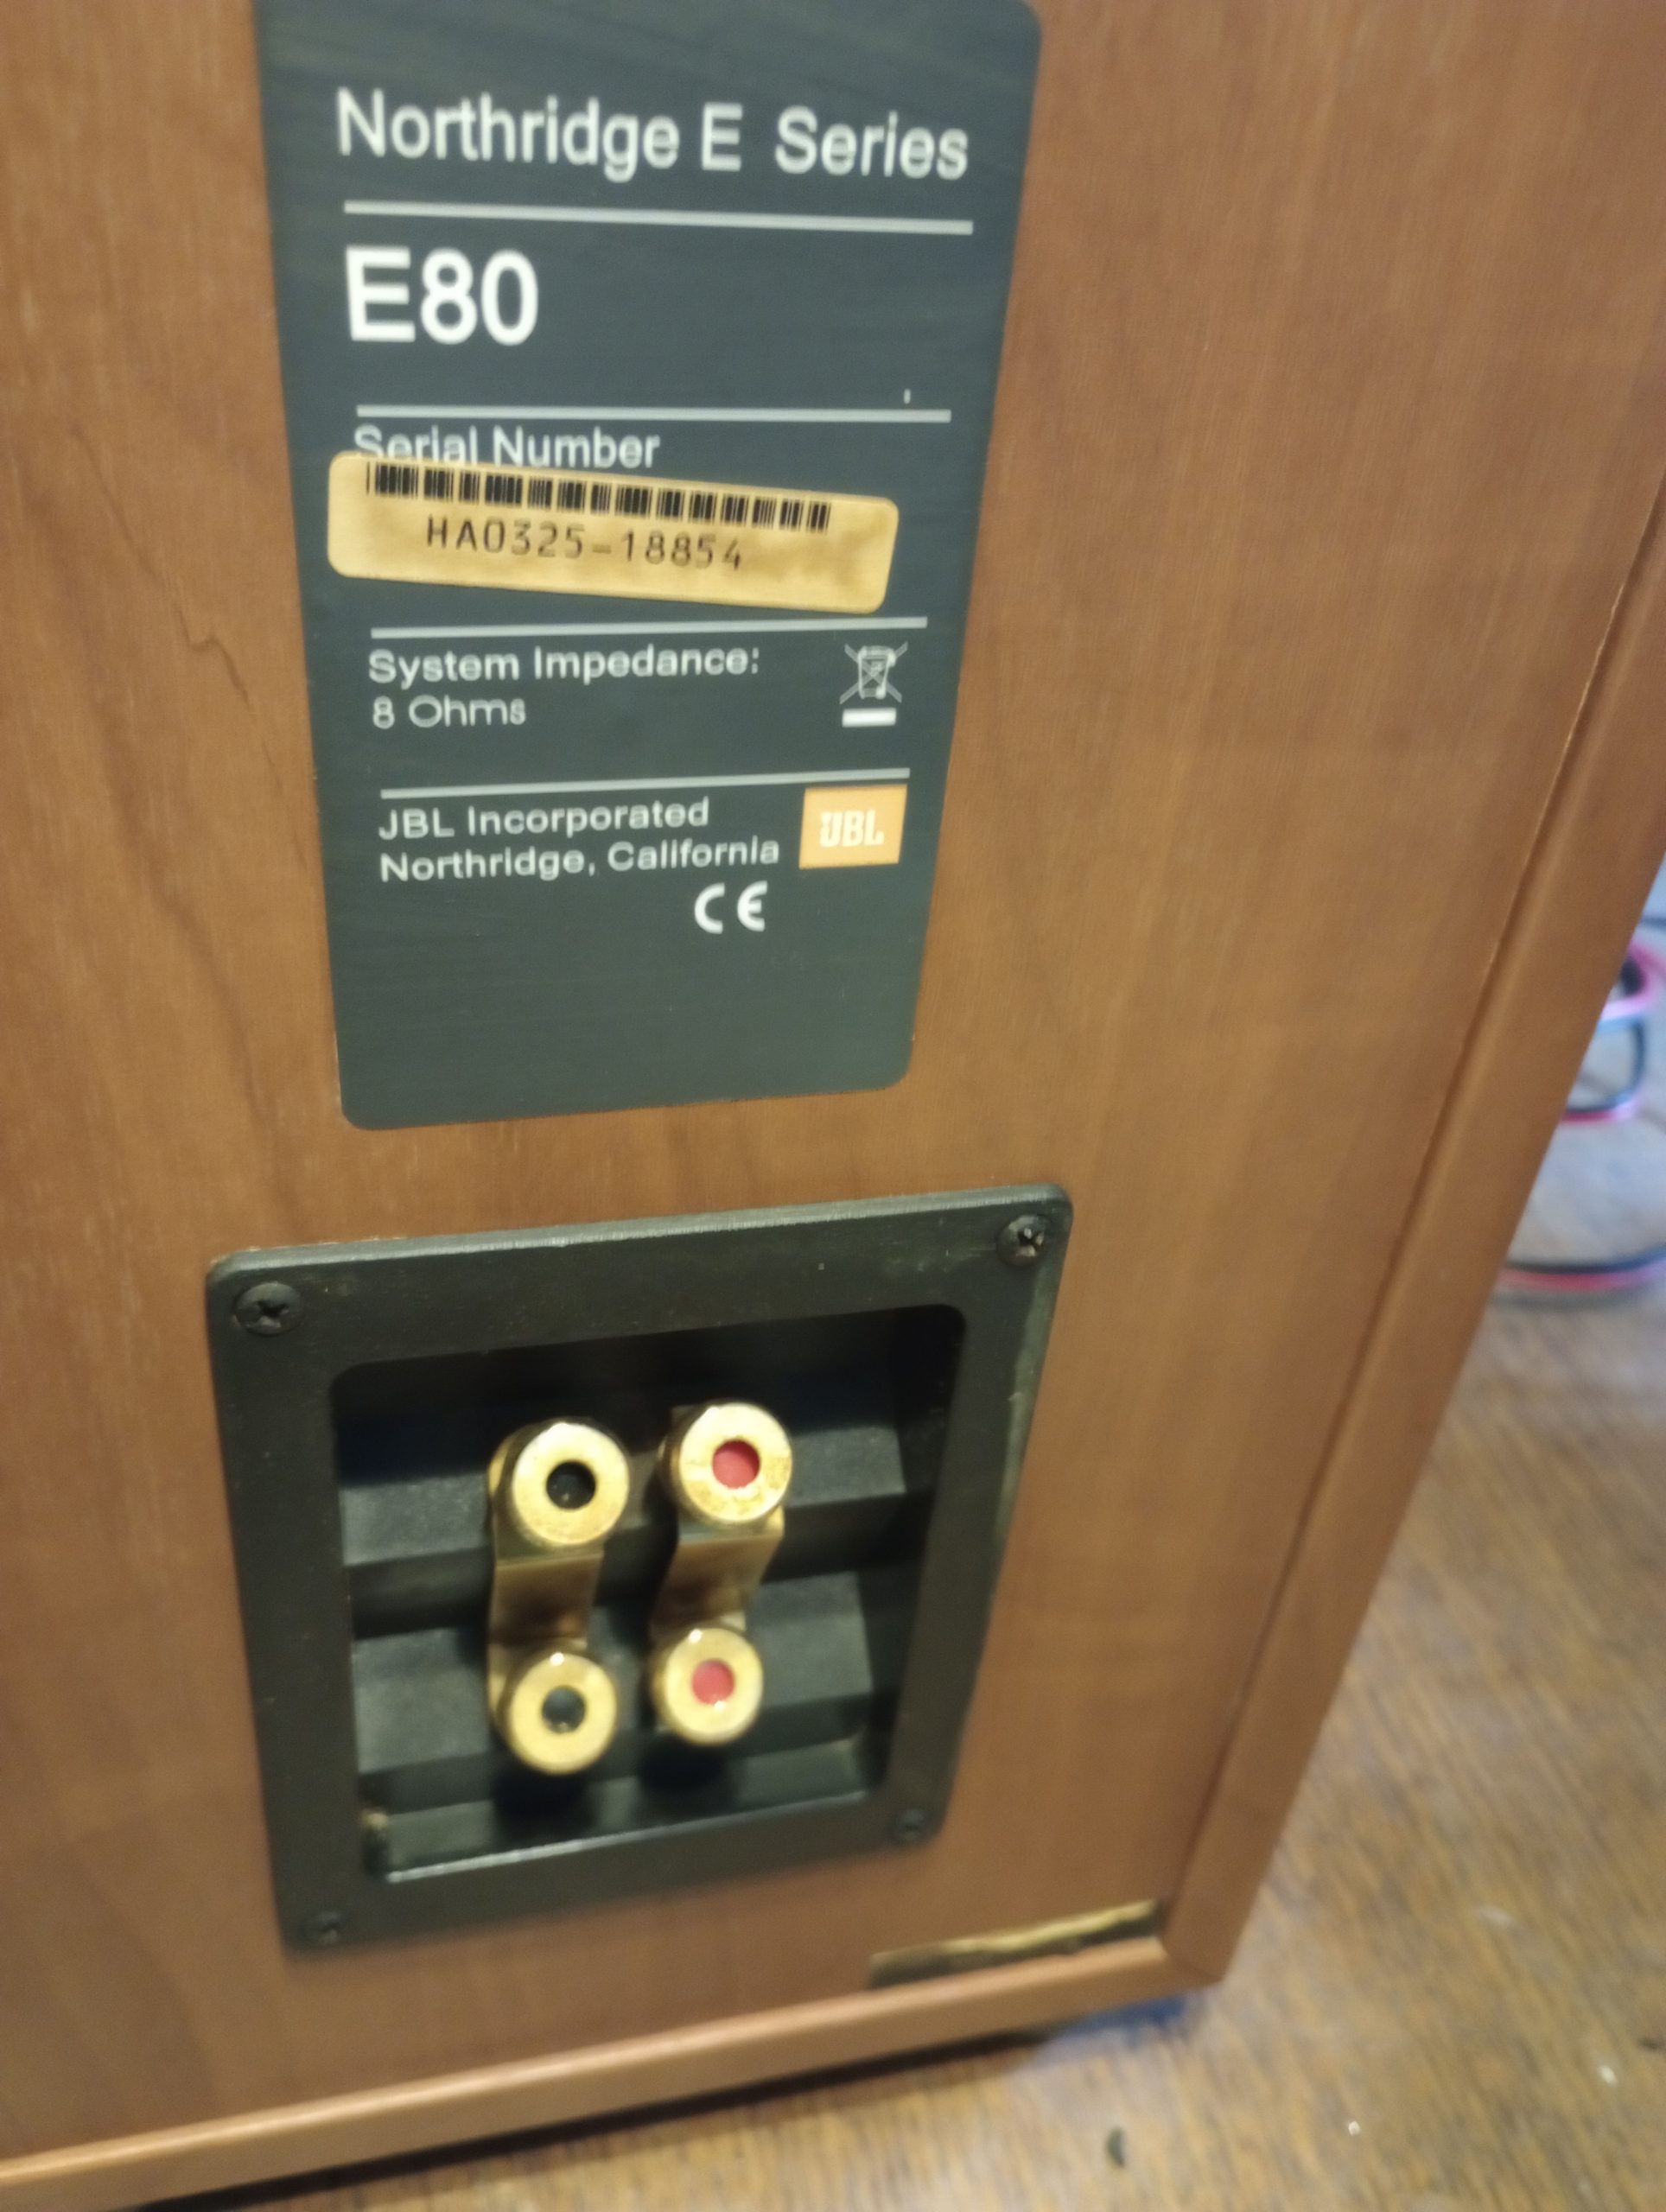 Northridge E Series
E80
Serial Number
HA0325-18854
System Impedance:
8 Ohms
JBL Incorporated
Northridge, California
JBL
CE